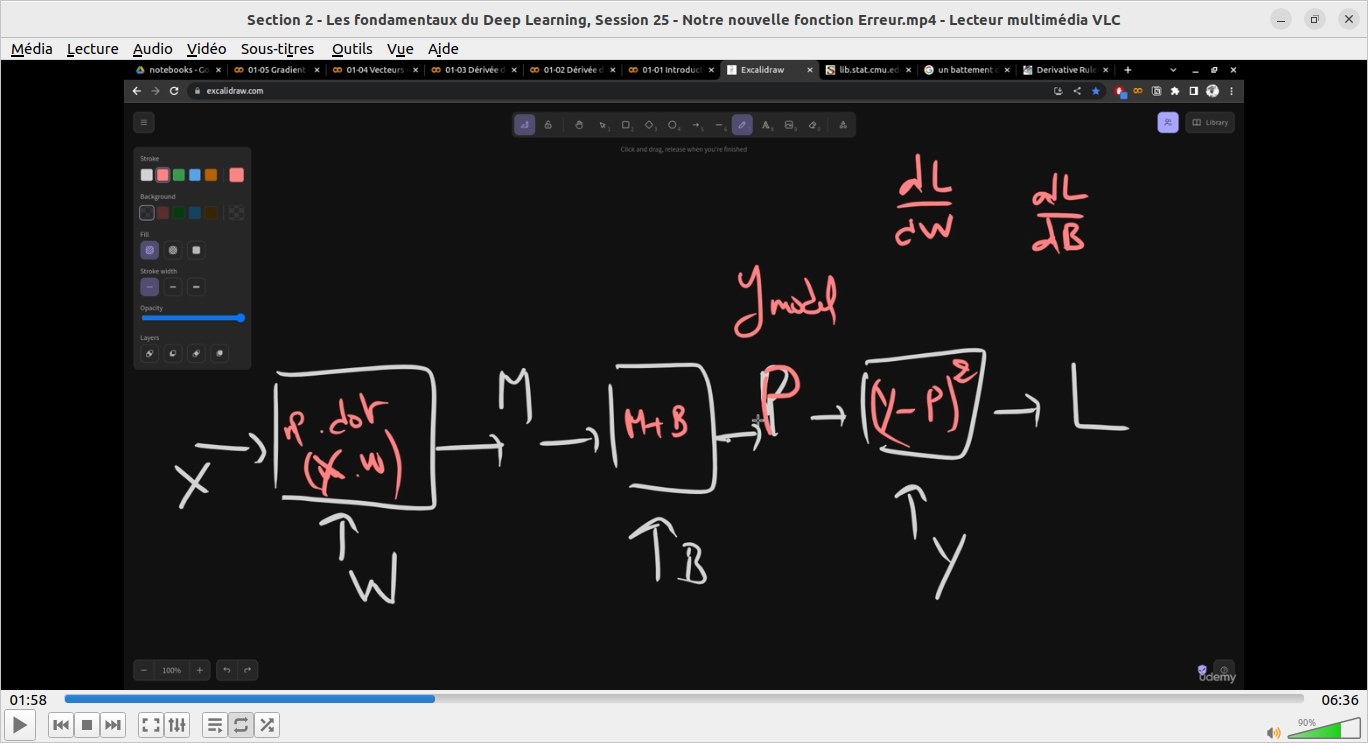 Section 2 - Les fondamentaux du Deep Learning, Session 25 - Notre nouvelle fonction Erreur.mp4 - Lecteur multimédia VLC
Média Lecture Audio Vidéo Sous-titres Outils Vue Aide
notebooks - Go 01-05 Gradient 01-04 Vecteurs 01-03 Dérivée d 01-02 Dérivée d 01-01 Introduct Excalidraw lib.stat.cmu.ed un battement d Derivative Rule
excalidraw.com
Library
Click and drag, release when you're finished
Stroke
Background
Fill
Stroke width
Opacity
Layers
dL dL
dW dB
y model
M P L
np.dot M+B (Y-P)²
(X.W)
X
W B Y
100%
udemy
01:58 06:36
90%